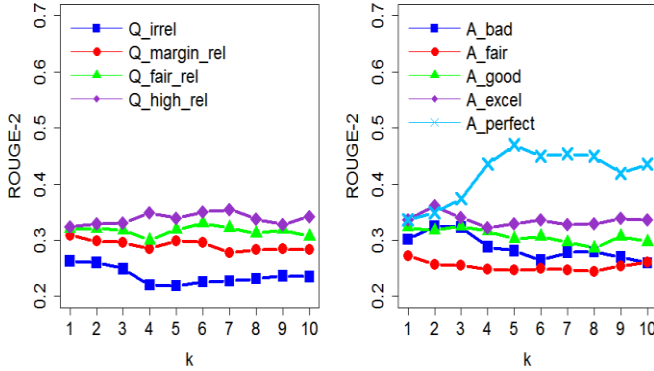 0.7
0.6
0.5
0.4
0.3
0.2
ROUGE-2
Q_irrel
Q_margin_rel
Q_fair_rel
Q_high_rel
1 2 3 4 5 6 7 8 9 10
k
0.7
0.6
0.5
0.4
0.3
0.2
ROUGE-2
A_bad
A_fair
A_good
A_excel
A_perfect
1 2 3 4 5 6 7 8 9 10
k